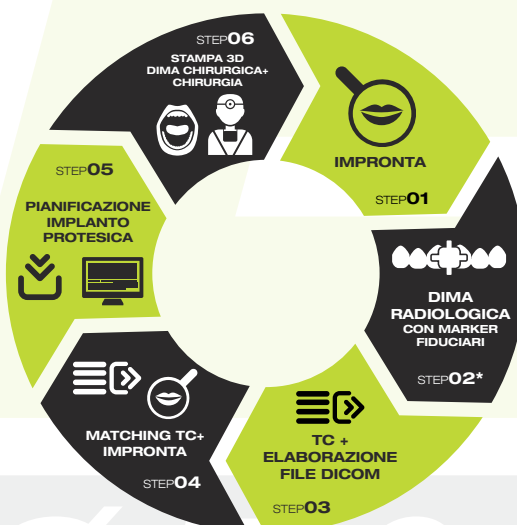 IMPRONTA
STEP01
DIMA
RADIOLOGICA
CON MARKER
FIDUCIARI
STEP02*
TC +
ELABORAZIONE
FILE DICOM
STEP03
MATCHING TC+
IMPRONTA
STEP04
STEP05
PIANIFICAZIONE
IMPLANTO
PROTESICA
STEP06
STAMPA 3D
DIMA CHIRURGICA+
CHIRURGIA